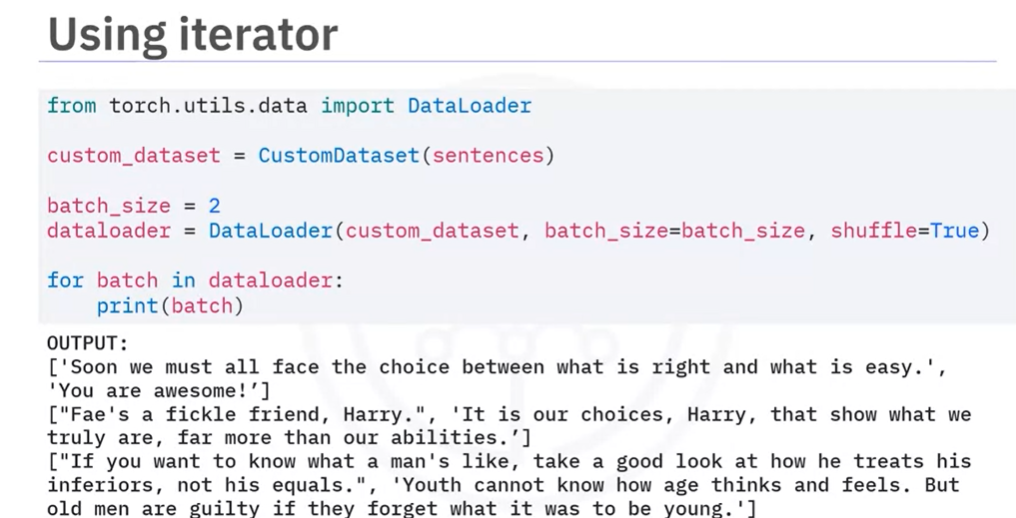 Using iterator
from torch.utils.data import DataLoader
custom_dataset = CustomDataset(sentences)
batch_size = 2
dataloader = DataLoader(custom_dataset, batch_size=batch_size, shuffle=True)
for batch in dataloader:
    print(batch)
OUTPUT:
['Soon we must all face the choice between what is right and what is easy.',
'You are awesome!’]
["Fae's a fickle friend, Harry.", 'It is our choices, Harry, that show what we
truly are, far more than our abilities.’]
["If you want to know what a man's like, take a good look at how he treats his
inferiors, not his equals.", 'Youth cannot know how age thinks and feels. But
old men are guilty if they forget what it was to be young.']